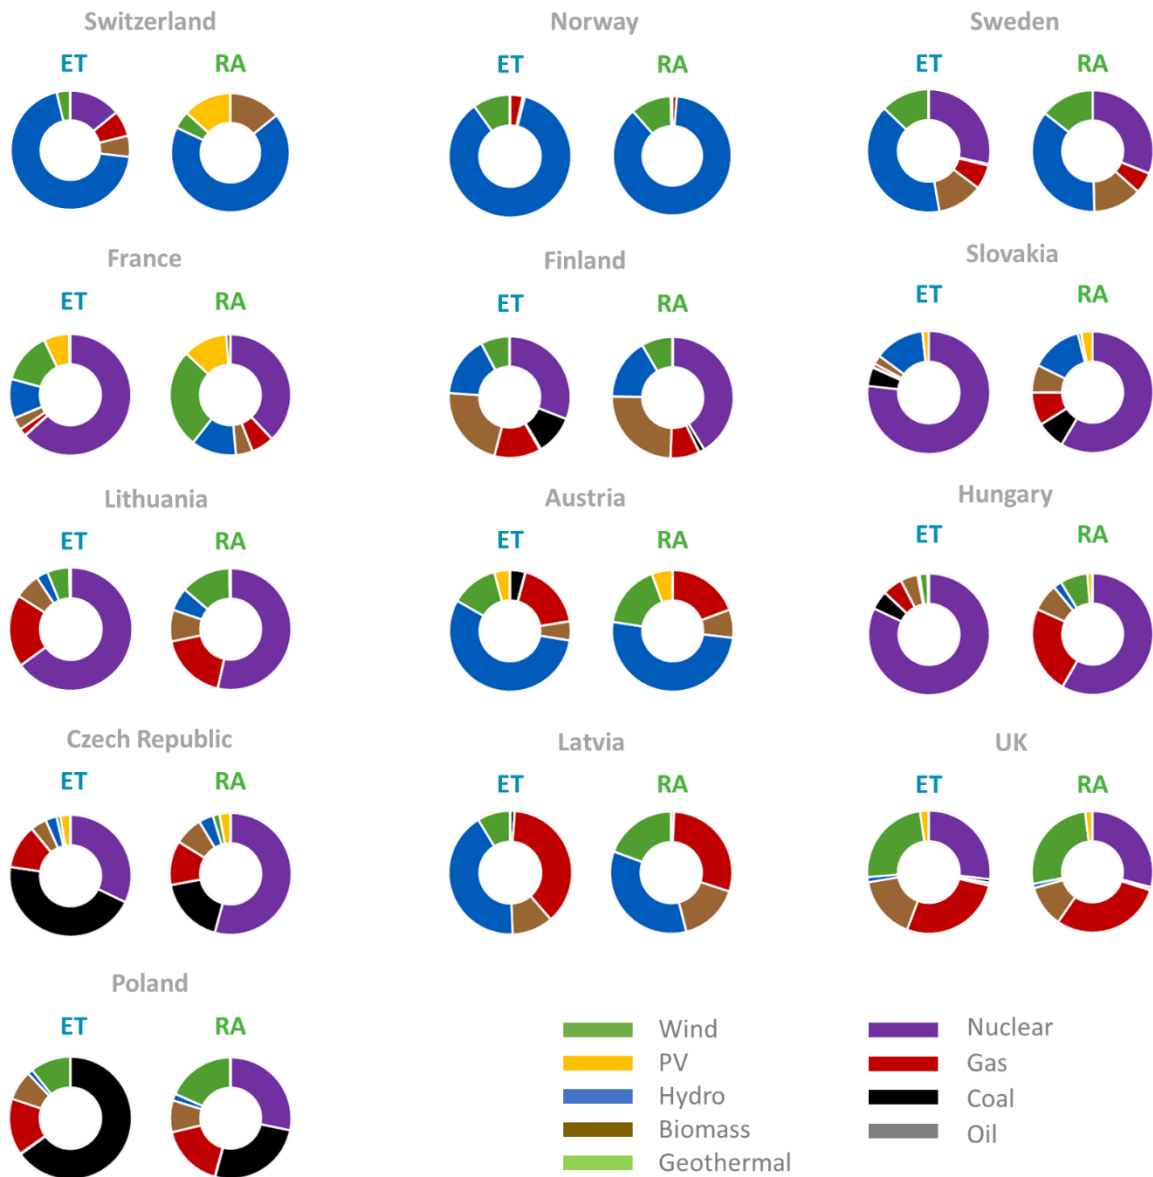 Switzerland
Norway
Sweden
ET RA
ET RA
ET RA
France
Finland
Slovakia
ET RA
ET RA
ET RA
Lithuania
Austria
Hungary
ET RA
ET RA
ET RA
Czech Republic
Latvia
UK
ET RA
ET RA
ET RA
Poland
ET RA
Wind
PV
Hydro
Biomass
Geothermal
Nuclear
Gas
Coal
Oil